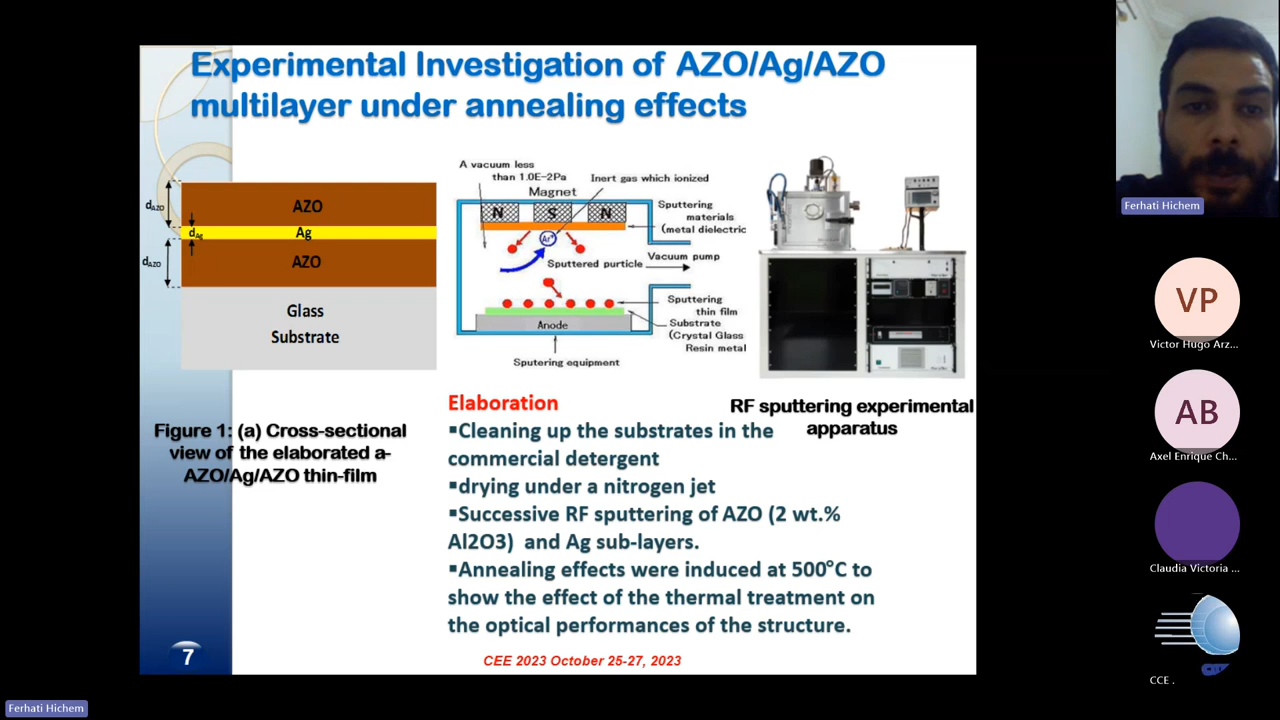 Experimental Investigation of AZO/Ag/AZO
multilayer under annealing effects
dAZO
AZO
dAg
Ag
dAZO
AZO
Glass
Substrate
A vacuum less
than 1.0E-2Pa
Inert gas which ionized
Magnet
N
S
N
Sputtering
materials
(metal dielectric
Ar+
Sputtered purticle
Vacuum pump
Sputtering
thin film
Substrate
(Crystal Glass
Resin metal
Anode
Sputering equipment
RF sputtering experimental
apparatus
Figure 1: (a) Cross-sectional
view of the elaborated a-
AZO/Ag/AZO thin-film
Elaboration
▪Cleaning up the substrates in the
commercial detergent
▪drying under a nitrogen jet
▪Successive RF sputtering of AZO (2 wt.%
Al2O3) and Ag sub-layers.
▪Annealing effects were induced at 500°C to
show the effect of the thermal treatment on
the optical performances of the structure.
7
CEE 2023 October 25-27, 2023
Ferhati Hichem
VP
Victor Hugo Arz...
AB
Axel Enrique Ch...
Claudia Victoria ...
CCE .
Ferhati Hichem